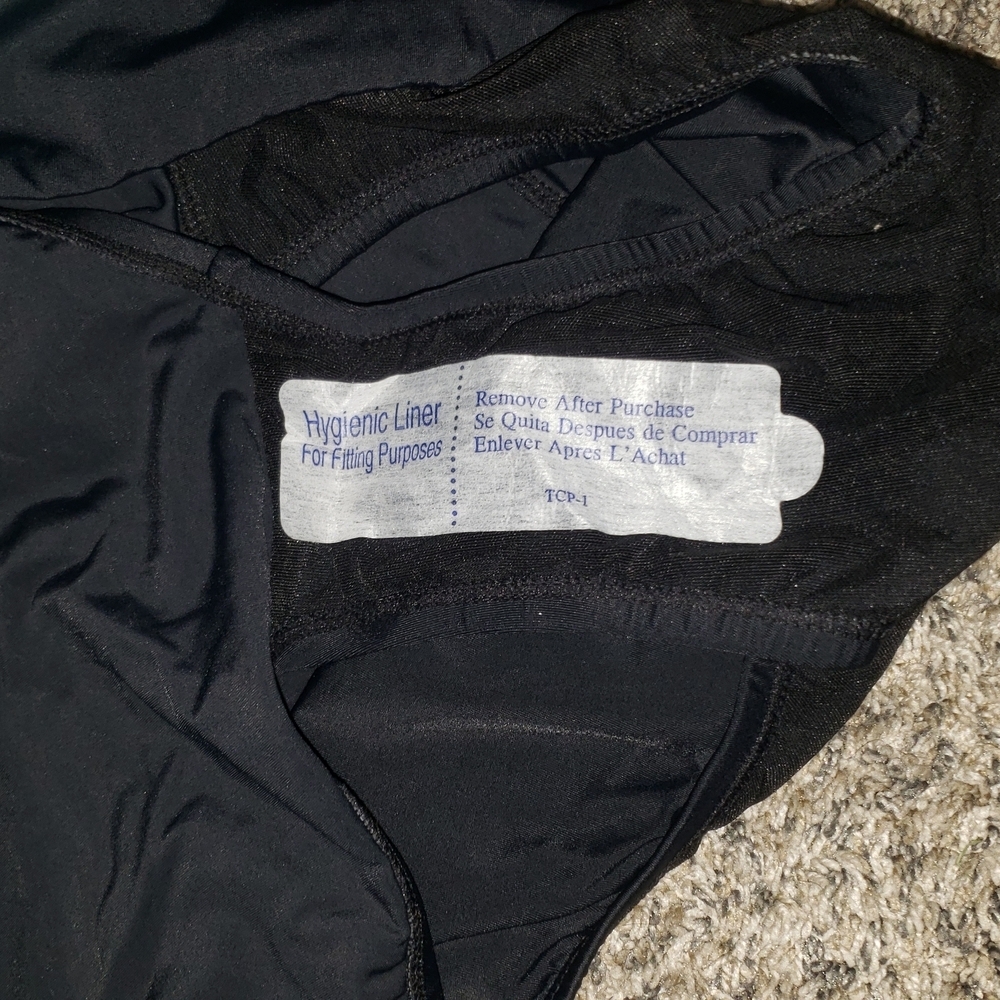 Hygienic Liner
For Fitting Purposes
Remove After Purchase
Se Quita Despues de Comprar
Enlever Apres L'Achat
TCP-1